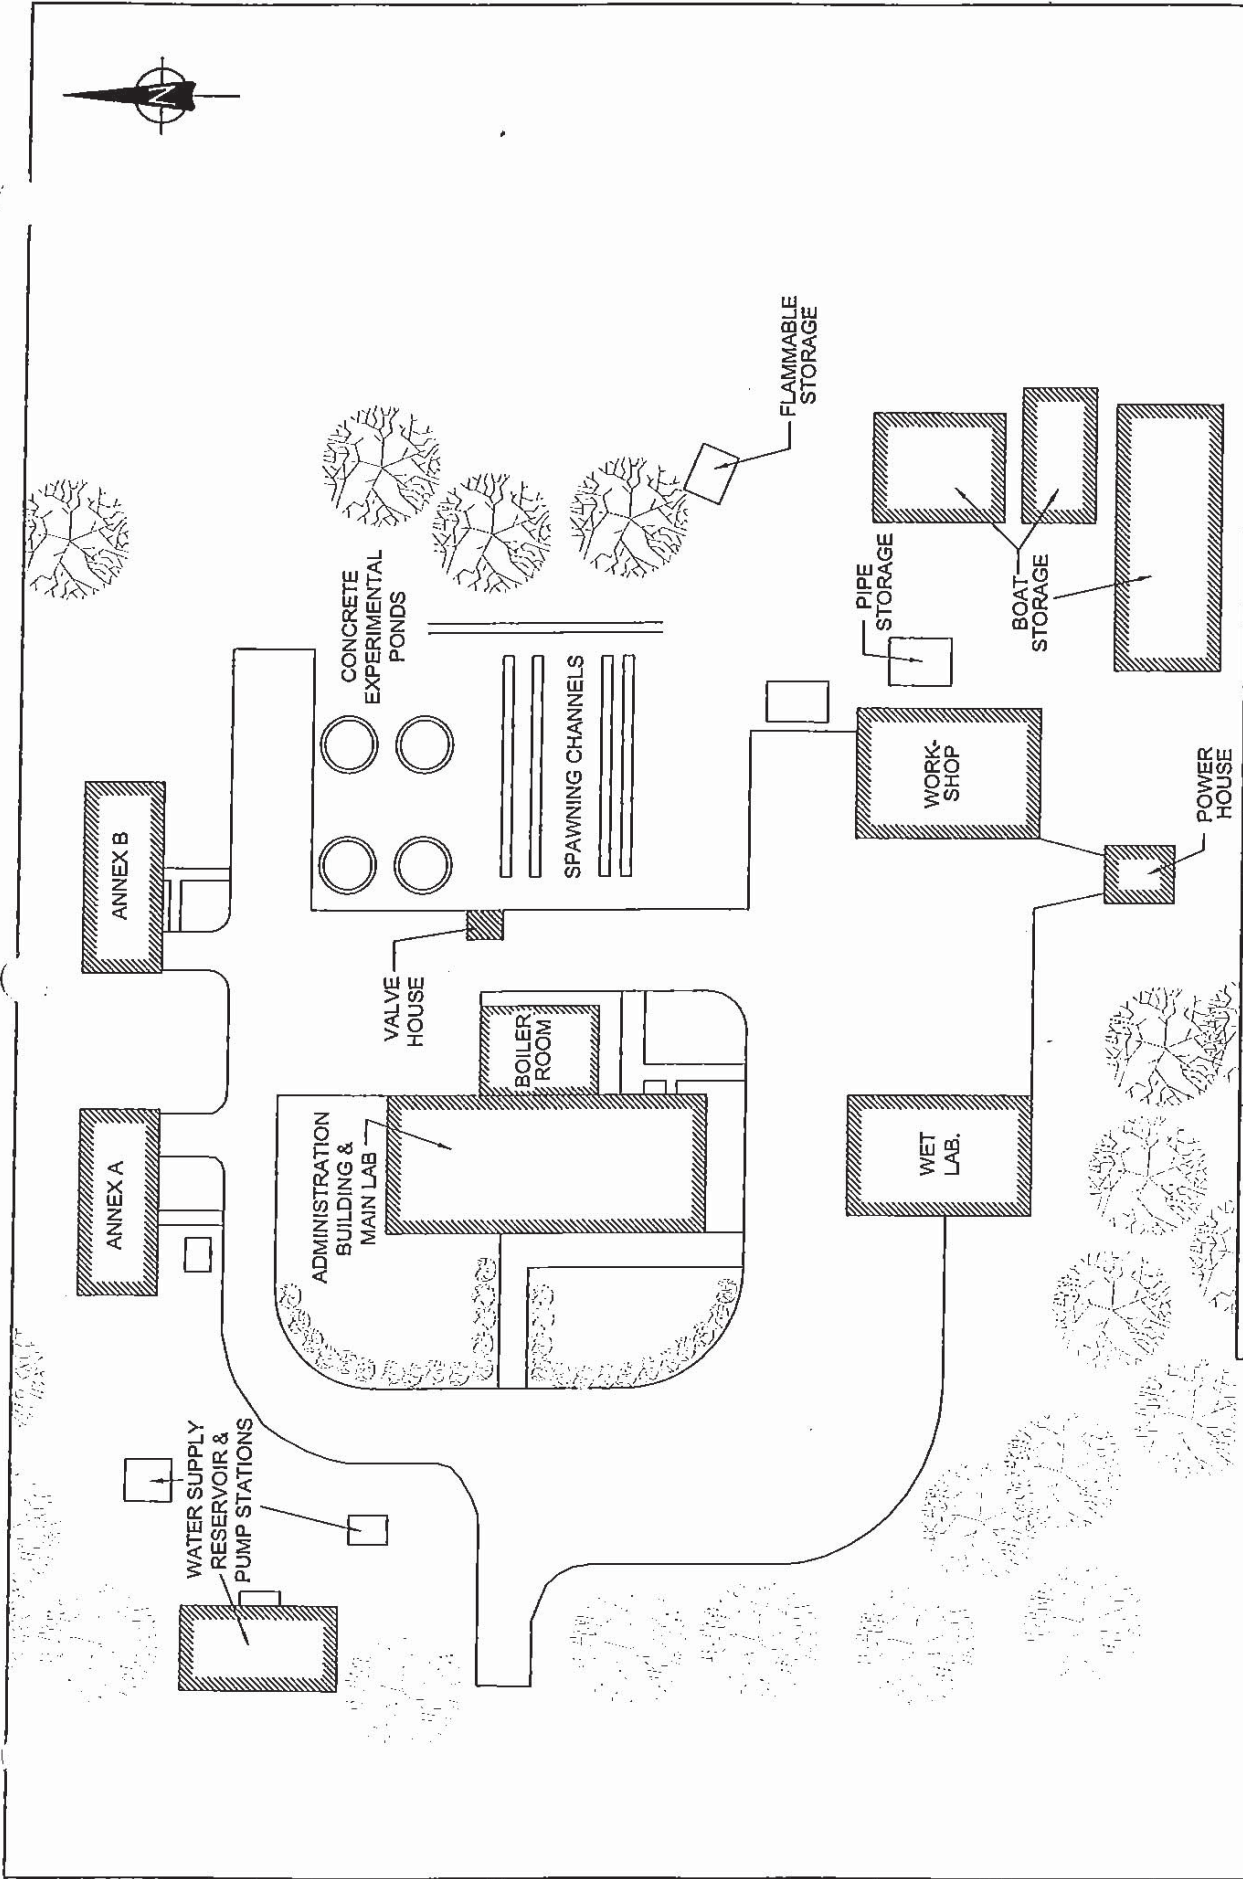 N
ANNEX A
ANNEX B
WATER SUPPLY
RESERVOIR &
PUMP STATIONS
ADMINISTRATION
BUILDING &
MAIN LAB
BOILER
ROOM
VALVE
HOUSE
CONCRETE
EXPERIMENTAL
PONDS
SPAWNING CHANNELS
FLAMMABLE
STORAGE
PIPE
STORAGE
BOAT
STORAGE
WORK-
SHOP
WET
LAB.
POWER
HOUSE